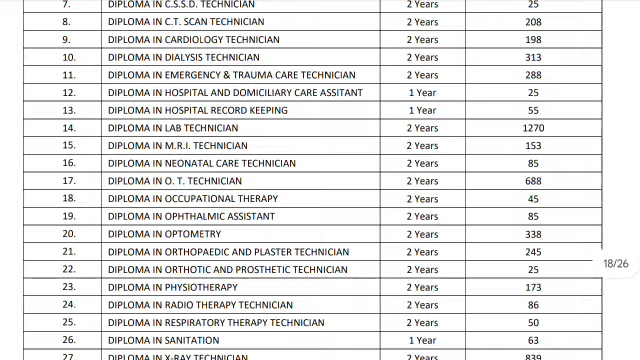 7. DIPLOMA IN C.S.S.D. TECHNICIAN 2 Years 25
8. DIPLOMA IN C.T. SCAN TECHNICIAN 2 Years 208
9. DIPLOMA IN CARDIOLOGY TECHNICIAN 2 Years 198
10. DIPLOMA IN DIALYSIS TECHNICIAN 2 Years 313
11. DIPLOMA IN EMERGENCY & TRAUMA CARE TECHNICIAN 2 Years 288
12. DIPLOMA IN HOSPITAL AND DOMICILIARY CARE ASSITANT 1 Year 25
13. DIPLOMA IN HOSPITAL RECORD KEEPING 1 Year 55
14. DIPLOMA IN LAB TECHNICIAN 2 Years 1270
15. DIPLOMA IN M.R.I. TECHNICIAN 2 Years 153
16. DIPLOMA IN NEONATAL CARE TECHNICIAN 2 Years 85
17. DIPLOMA IN O. T. TECHNICIAN 2 Years 688
18. DIPLOMA IN OCCUPATIONAL THERAPY 2 Years 45
19. DIPLOMA IN OPHTHALMIC ASSISTANT 2 Years 85
20. DIPLOMA IN OPTOMETRY 2 Years 338
21. DIPLOMA IN ORTHOPAEDIC AND PLASTER TECHNICIAN 2 Years 245
18/26
22. DIPLOMA IN ORTHOTIC AND PROSTHETIC TECHNICIAN 2 Years 25
23. DIPLOMA IN PHYSIOTHERAPY 2 Years 173
24. DIPLOMA IN RADIO THERAPY TECHNICIAN 2 Years 86
25. DIPLOMA IN RESPIRATORY THERAPY TECHNICIAN 2 Years 50
26. DIPLOMA IN SANITATION 1 Year 63
27. DIPLOMA IN X-RAY TECHNICIAN 2 Years 839